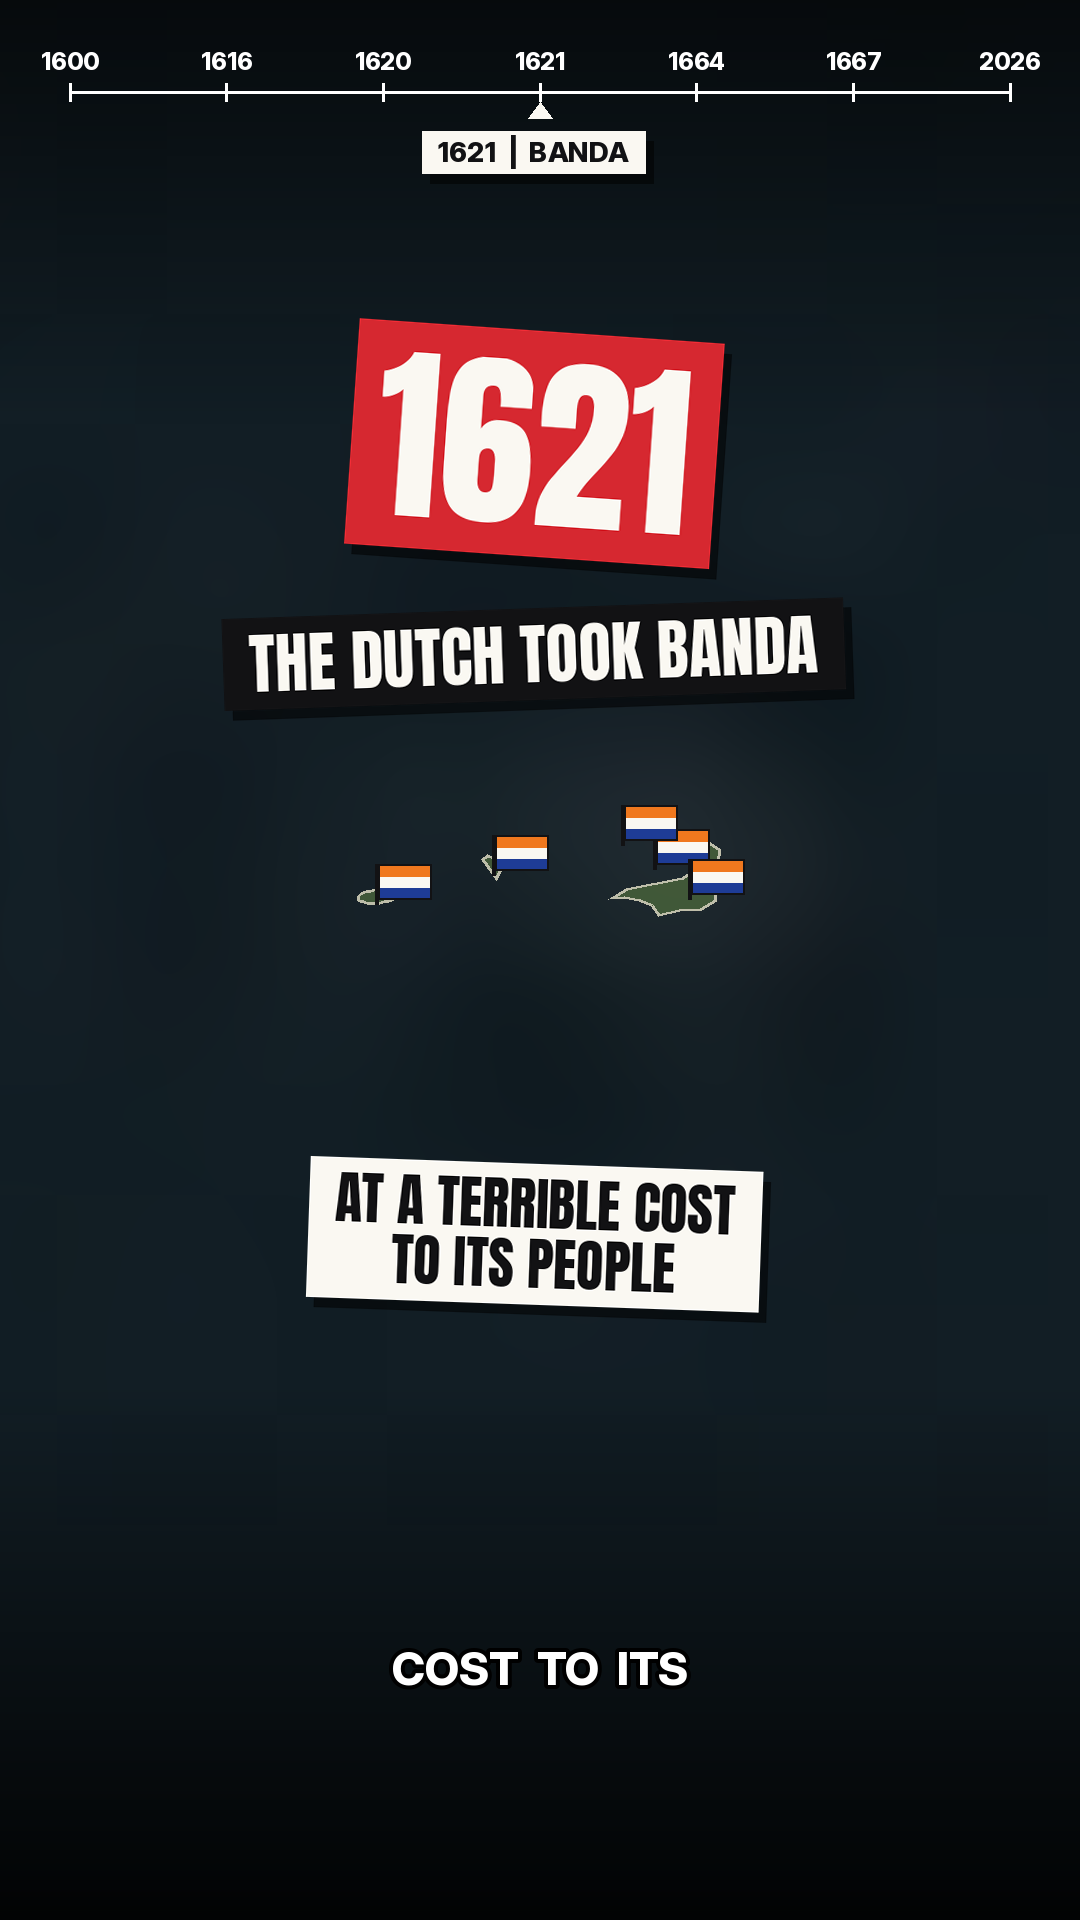 1600 1616 1620 1621 1664 1667 2026
1621 | BANDA
1621
THE DUTCH TOOK BANDA
AT A TERRIBLE COST
TO ITS PEOPLE
COST TO ITS